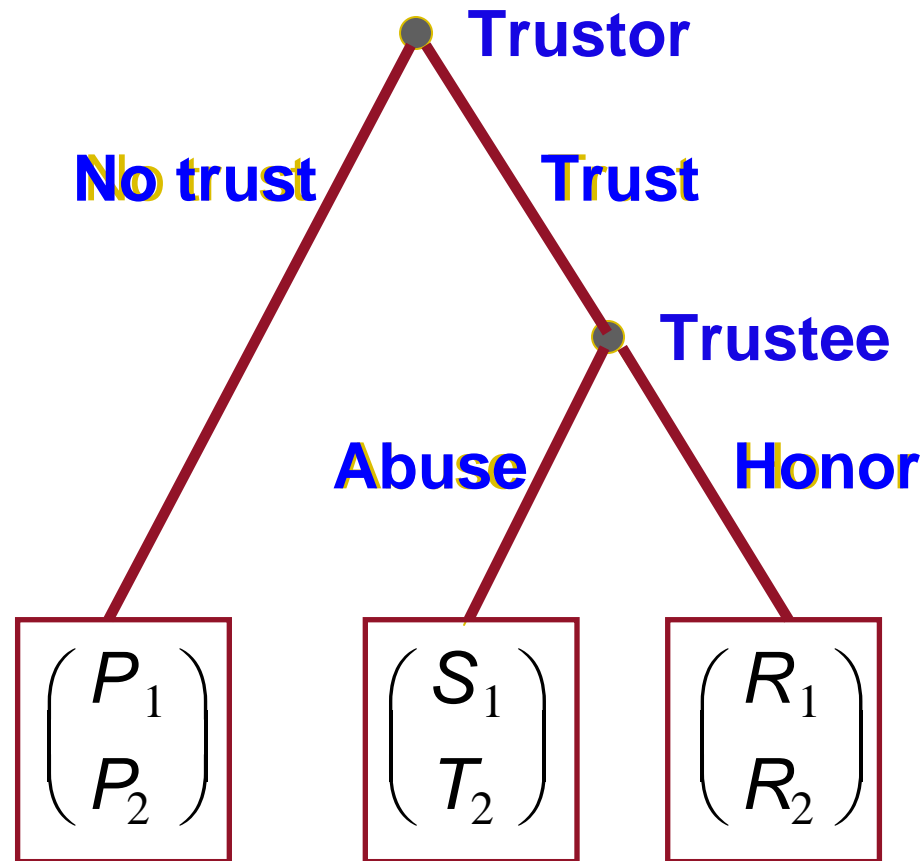 Trustor
No trust Trust
Trustee
Abuse Honor
P1 S1 R1
P2 T2 R2